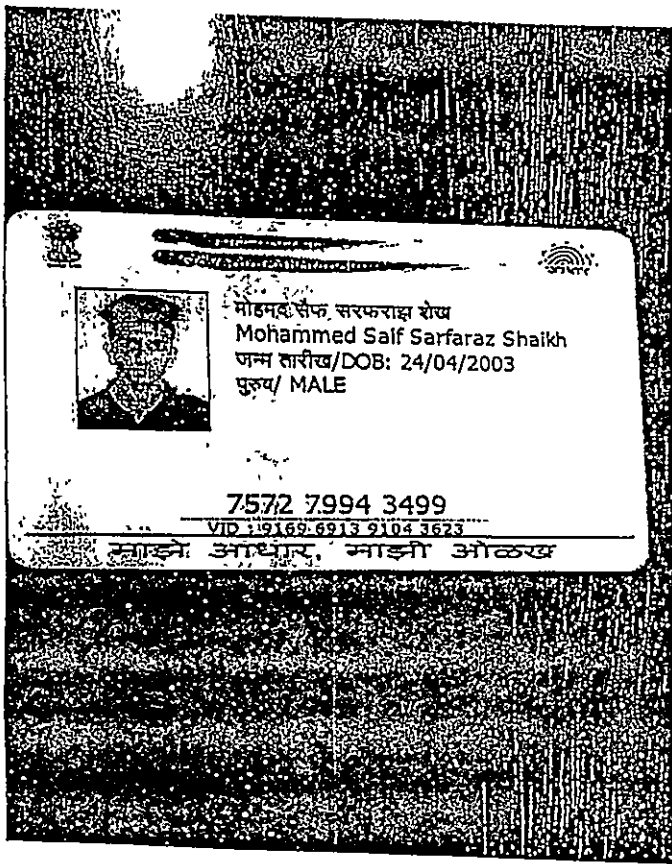 आधार
मोहमद सैफ सरफराझ शेख
Mohammed Saif Sarfaraz Shaikh
जन्म तारीख/DOB: 24/04/2003
पुरुष/ MALE
7572 7994 3499
VID : 9169 6913 9104 3623
माझे आधार, माझी ओळख